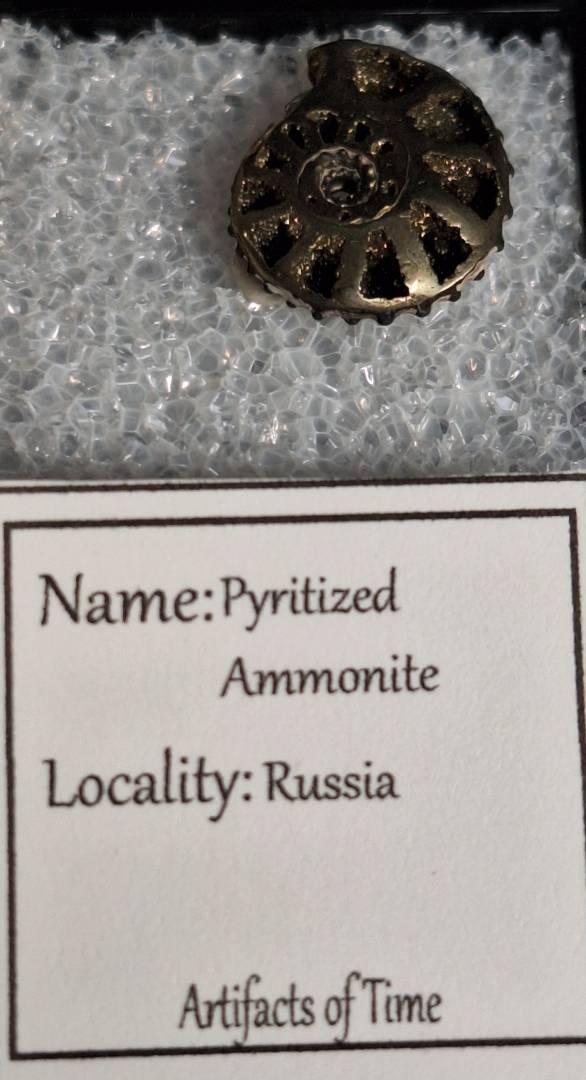 Name: Pyritized
Ammonite
Locality: Russia
Artifacts of Time